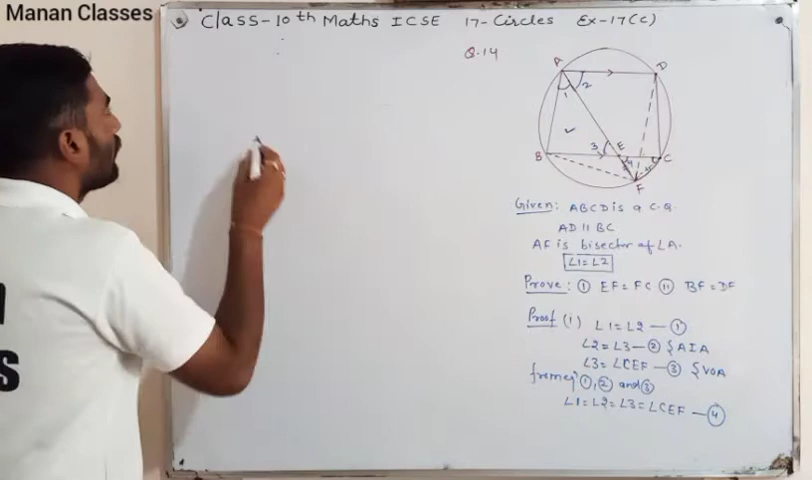 Manan Classes
Class-10th Maths ICSE 17-Circles Ex-17(C)
Q.14
A
D
1
2
3
E
4
B
C
F
Given: ABCD is a C.Q.
AD || BC
AF is bisector of ∠A.
∠1=∠2
Prove: (i) EF=FC (ii) BF=DF
Proof (i) ∠1=∠2 — ①
∠2=∠3 — ② {AIA
∠3=∠CEF — ③ {VOA
from eqn ①, ② and ③
∠1=∠2=∠3=∠CEF — ④